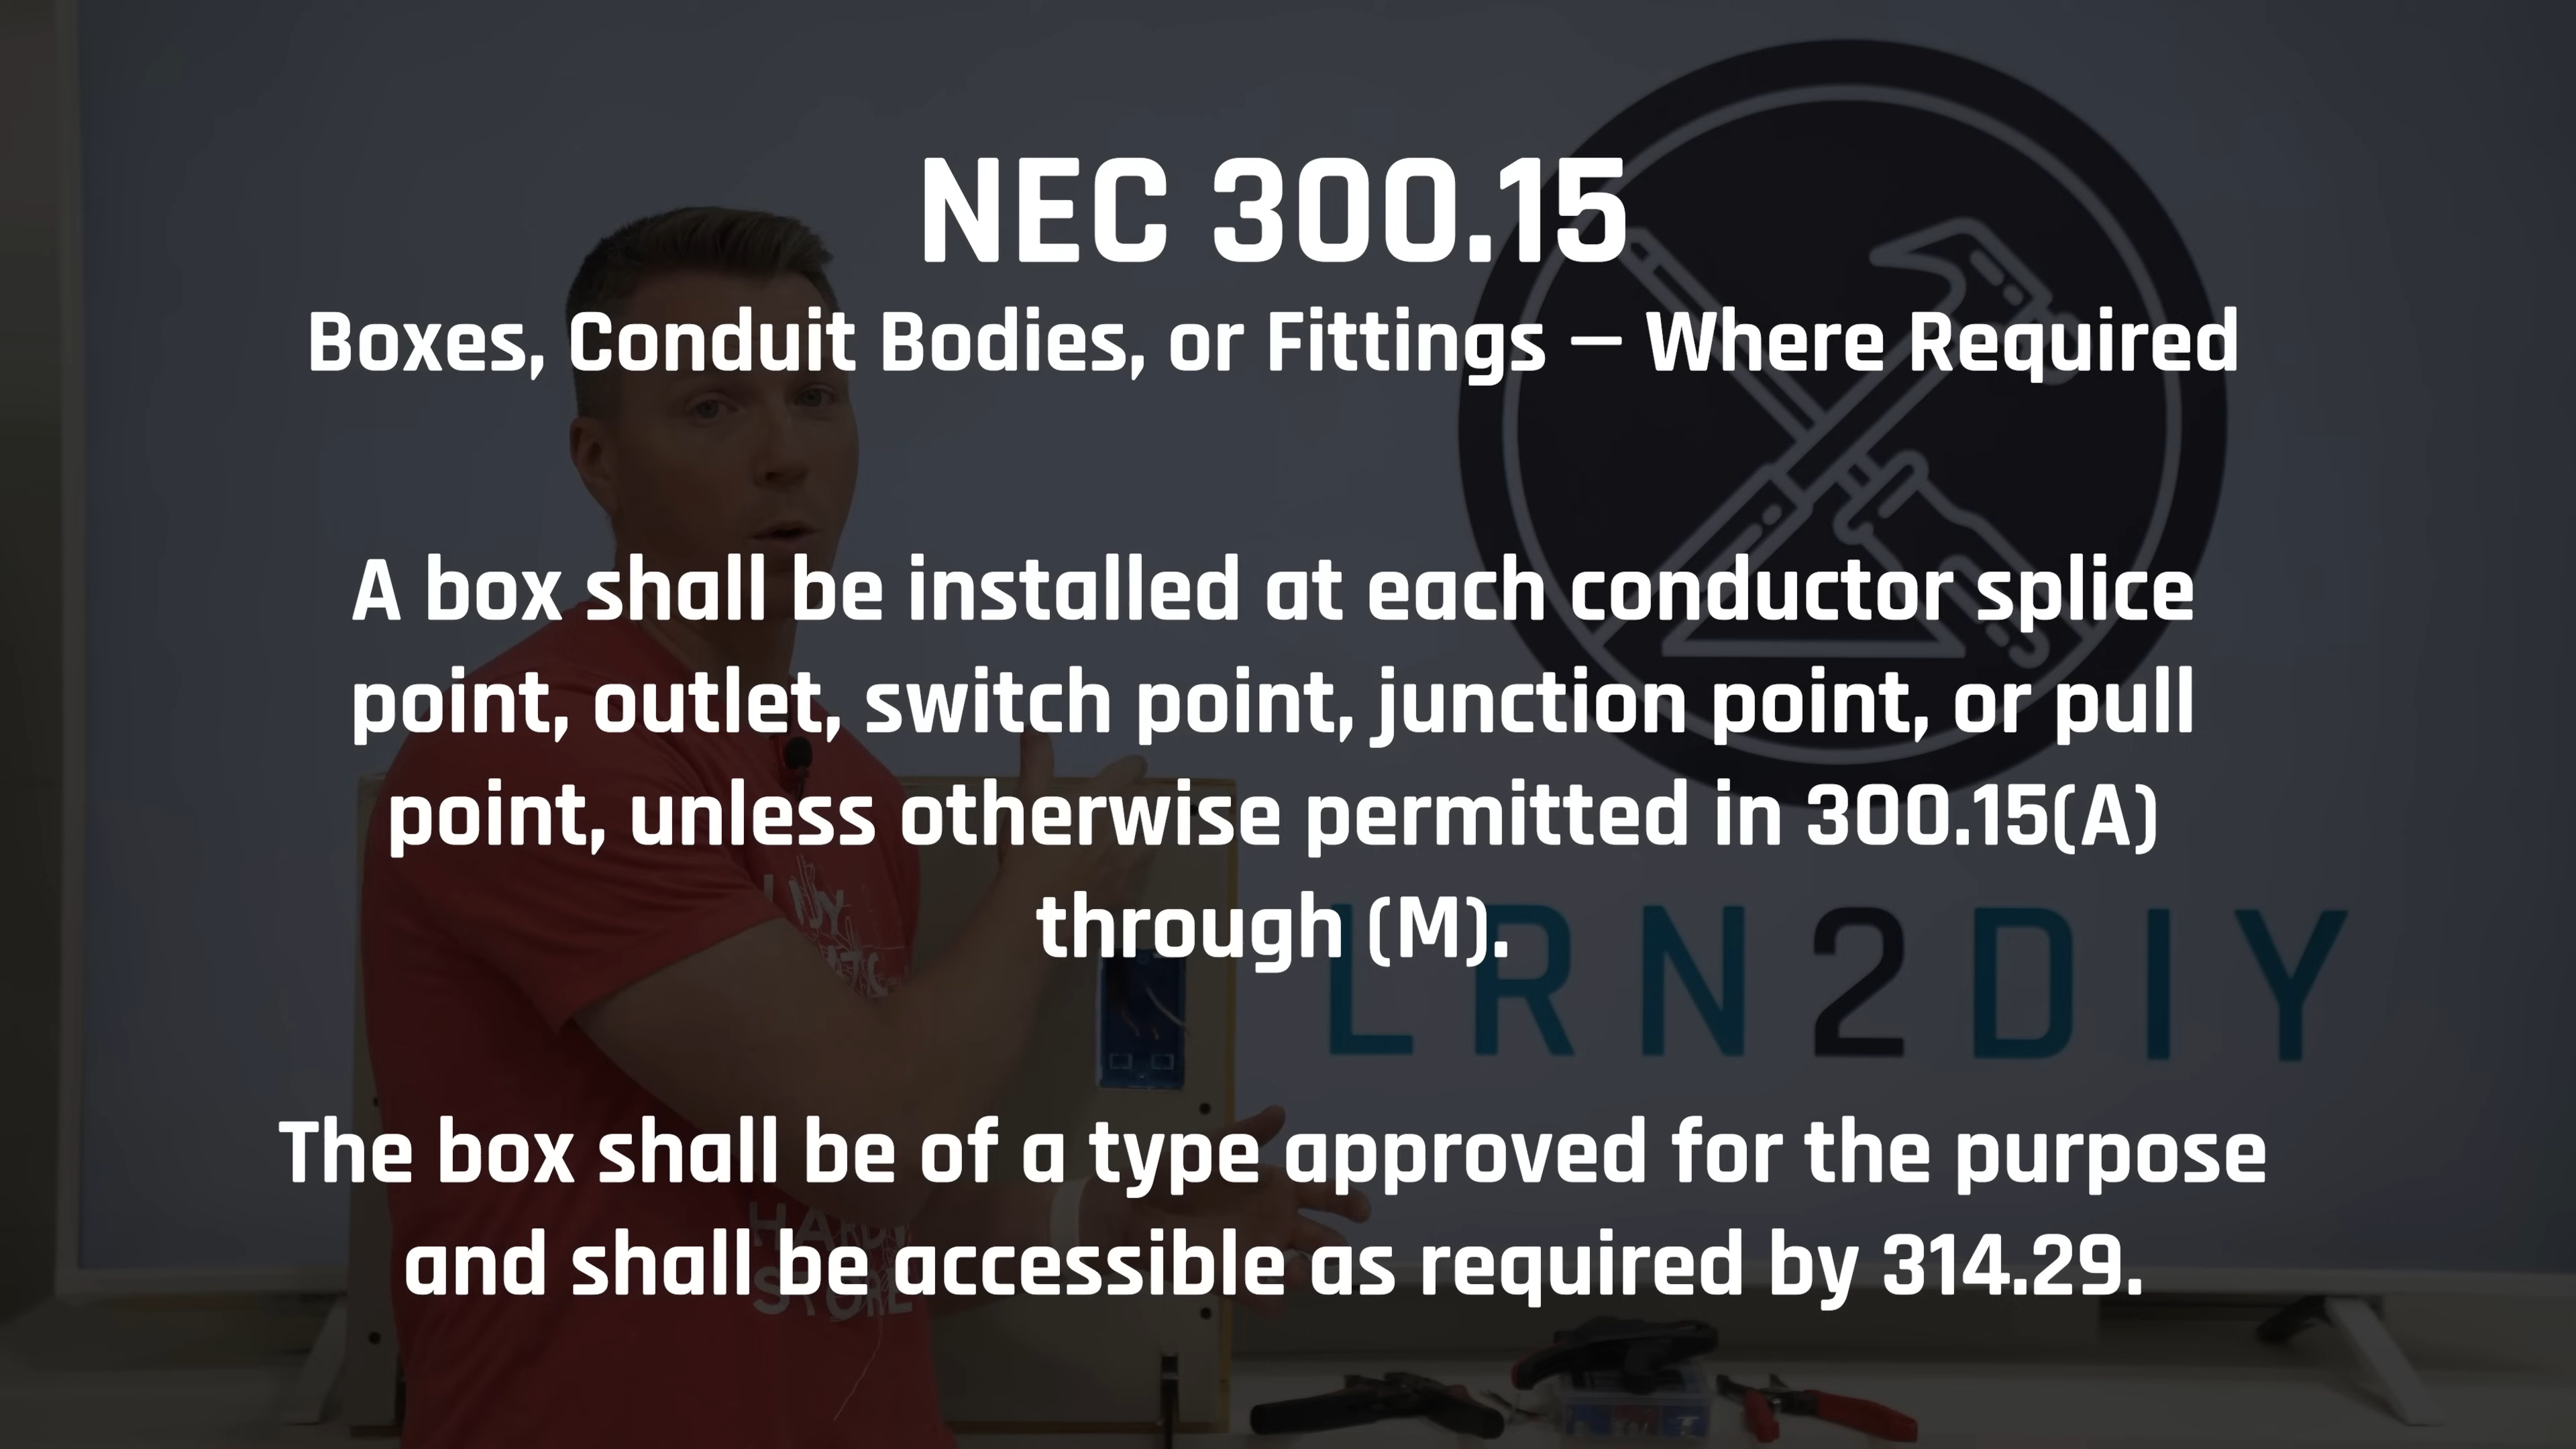 NEC 300.15
Boxes, Conduit Bodies, or Fittings — Where Required
A box shall be installed at each conductor splice
point, outlet, switch point, junction point, or pull
point, unless otherwise permitted in 300.15(A)
through (M).
LRN2DIY
The box shall be of a type approved for the purpose
and shall be accessible as required by 314.29.